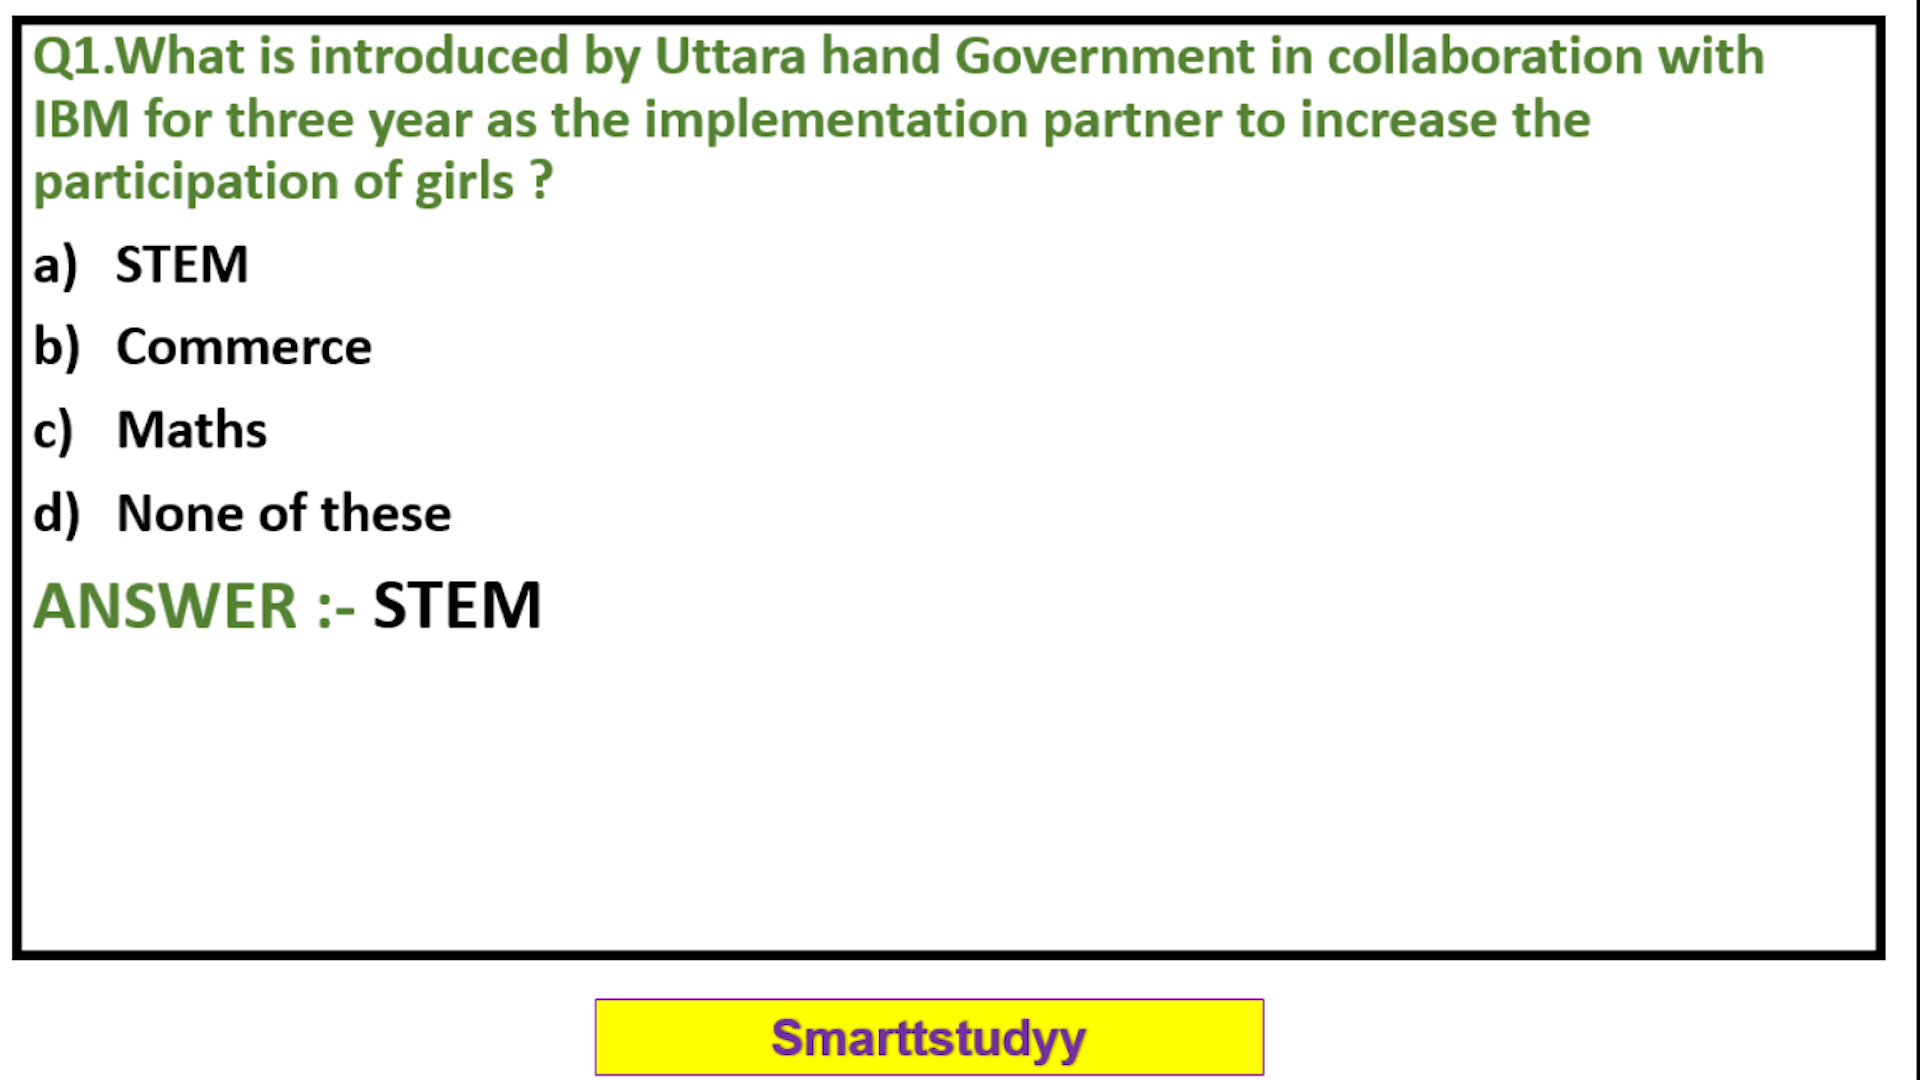 Q1.What is introduced by Uttara hand Government in collaboration with
IBM for three year as the implementation partner to increase the
participation of girls ?
a) STEM
b) Commerce
c) Maths
d) None of these
ANSWER :- STEM
Smarttstudyy